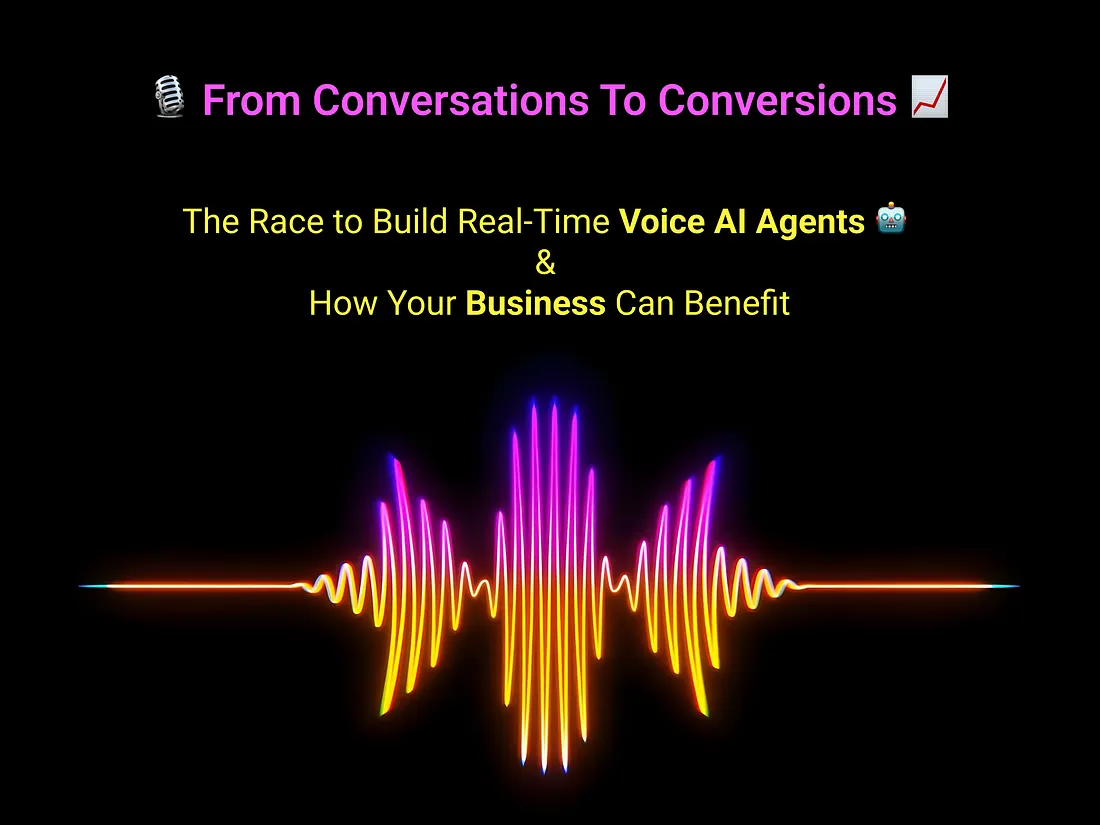 🎙️ From Conversations To Conversions 📈
The Race to Build Real-Time Voice AI Agents 🤖
&
How Your Business Can Benefit